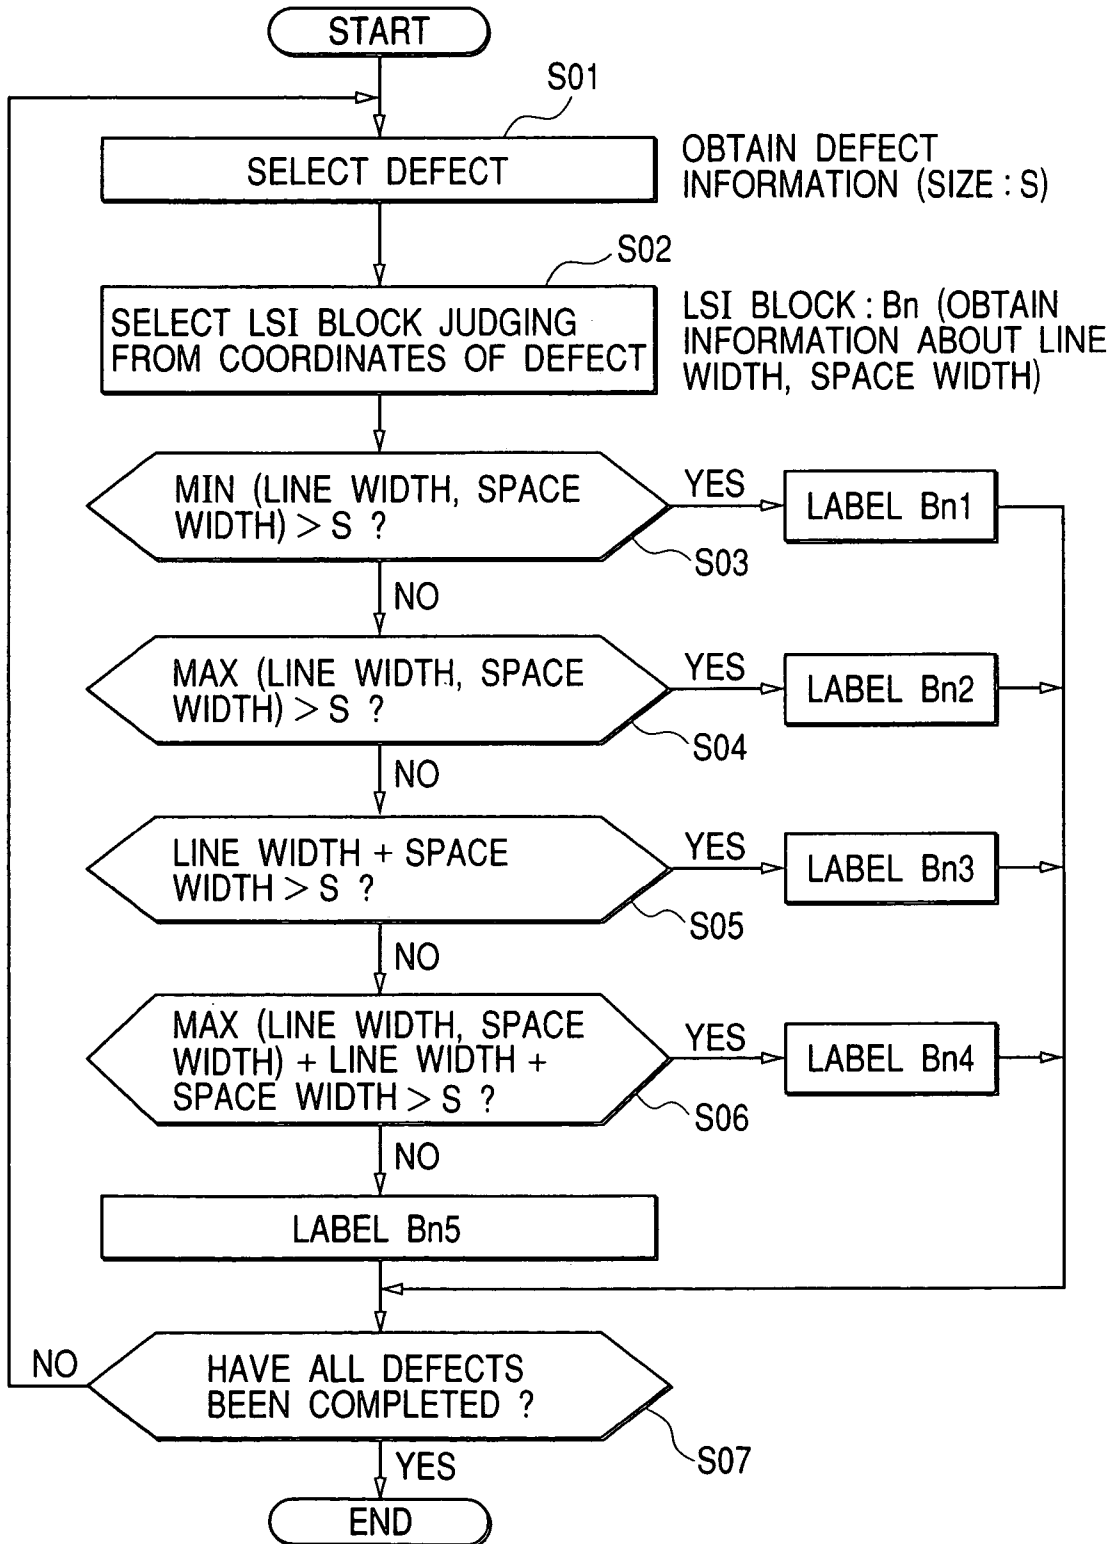 START
S01
SELECT DEFECT
OBTAIN DEFECT
INFORMATION (SIZE : S)
S02
SELECT LSI BLOCK JUDGING
FROM COORDINATES OF DEFECT
LSI BLOCK : Bn (OBTAIN
INFORMATION ABOUT LINE
WIDTH, SPACE WIDTH)
MIN (LINE WIDTH, SPACE
WIDTH) > S ?
YES
LABEL Bn1
S03
NO
MAX (LINE WIDTH, SPACE
WIDTH) > S ?
YES
LABEL Bn2
S04
NO
LINE WIDTH + SPACE
WIDTH > S ?
YES
LABEL Bn3
S05
NO
MAX (LINE WIDTH, SPACE
WIDTH) + LINE WIDTH +
SPACE WIDTH > S ?
YES
LABEL Bn4
S06
NO
LABEL Bn5
NO
HAVE ALL DEFECTS
BEEN COMPLETED ?
S07
YES
END